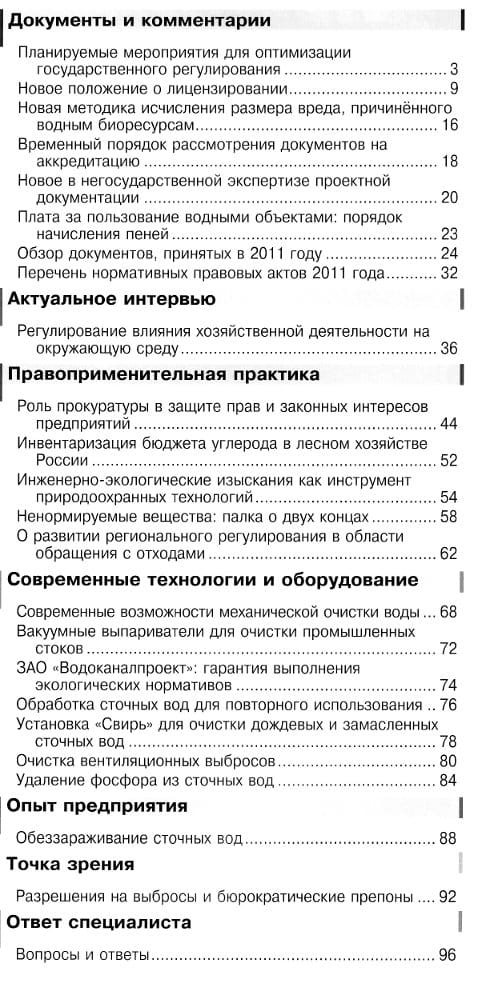 Документы и комментарии
Планируемые мероприятия для оптимизации
государственного регулирования ........................ 3
Новое положение о лицензировании ........................ 9
Новая методика исчисления размера вреда, причинённого
водным биоресурсам ........................ 16
Временный порядок рассмотрения документов на
аккредитацию ........................ 18
Новое в негосударственной экспертизе проектной
документации ........................ 20
Плата за пользование водными объектами: порядок
начисления пеней ........................ 23
Обзор документов, принятых в 2011 году ........................ 24
Перечень нормативных правовых актов 2011 года ........... 32
Актуальное интервью
Регулирование влияния хозяйственной деятельности на
окружающую среду ........................ 36
Правоприменительная практика
Роль прокуратуры в защите прав и законных интересов
предприятий ........................ 44
Инвентаризация бюджета углерода в лесном хозяйстве
России ........................ 52
Инженерно-экологические изыскания как инструмент
природоохранных технологий ........................ 54
Ненормируемые вещества: палка о двух концах ............. 58
О развитии регионального регулирования в области
обращения с отходами ........................ 62
Современные технологии и оборудование
Современные возможности механической очистки воды ... 68
Вакуумные выпариватели для очистки промышленных
стоков ........................ 72
ЗАО «Водоканалпроект»: гарантия выполнения
экологических нормативов ........................ 74
Обработка сточных вод для повторного использования .. 76
Установка «Свирь» для очистки дождевых и замасленных
сточных вод ........................ 78
Очистка вентиляционных выбросов ........................ 80
Удаление фосфора из сточных вод ........................ 84
Опыт предприятия
Обеззараживание сточных вод ........................ 88
Точка зрения
Разрешения на выбросы и бюрократические препоны .... 92
Ответ специалиста
Вопросы и ответы ........................ 96